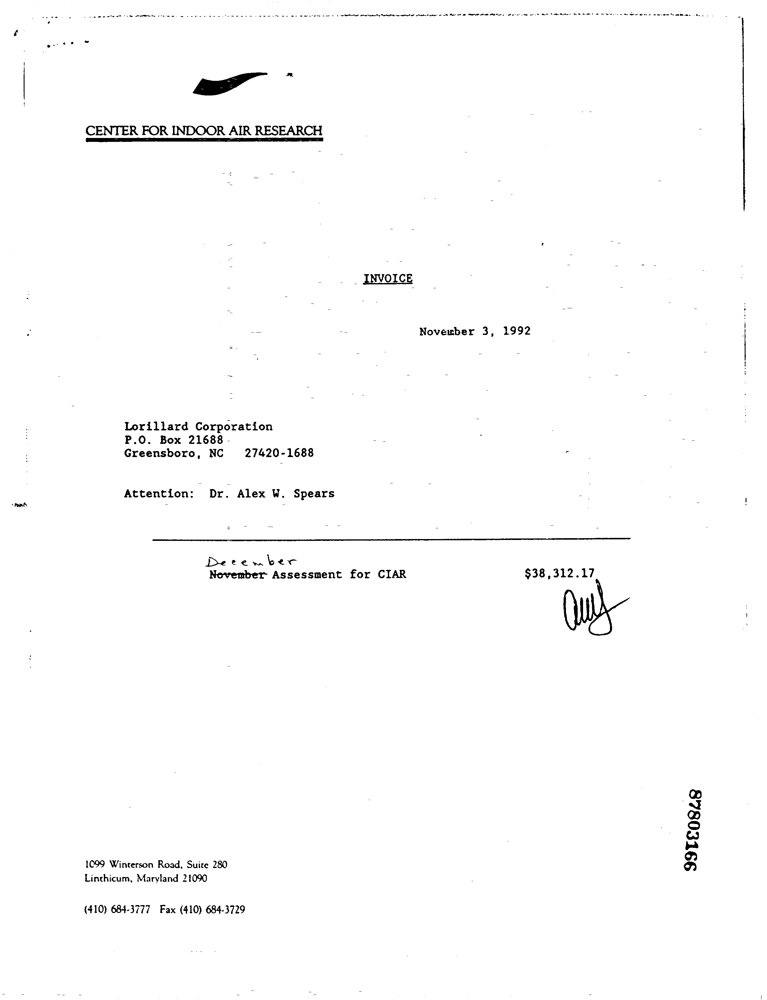 CENTER FOR INDOOR AIR RESEARCH
INVOICE
November 3, 1992
Lorillard Corporation
P.O. Box 21688
Greensboro, NC 27420-1688
Attention: Dr. Alex W. Spears
December
November Assessment for CIAR $38,312.17
87803166
1099 Winterson Road, Suite 280
Linthicum, Maryland 21090
(410) 684-3777 Fax (410) 684-3729